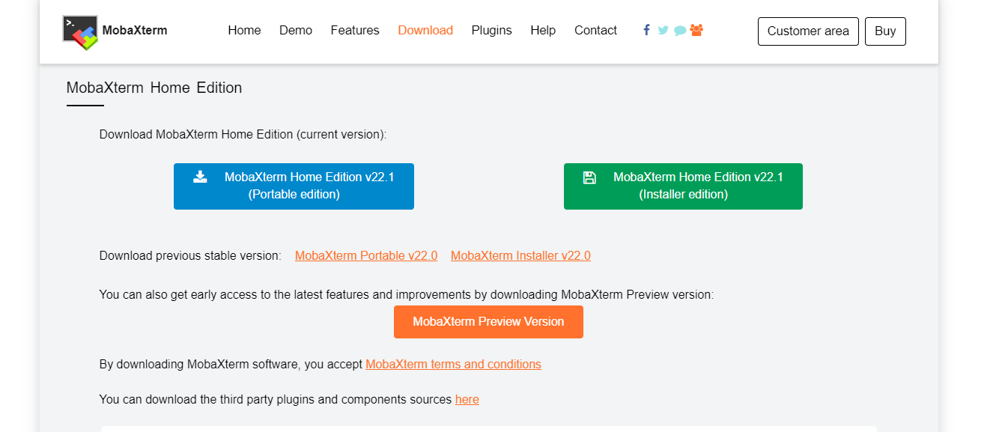 >.
MobaXterm
Home Demo Features Download Plugins Help Contact
Customer area Buy
MobaXterm Home Edition
Download MobaXterm Home Edition (current version):
MobaXterm Home Edition v22.1
(Portable edition)
MobaXterm Home Edition v22.1
(Installer edition)
Download previous stable version: MobaXterm Portable v22.0 MobaXterm Installer v22.0
You can also get early access to the latest features and improvements by downloading MobaXterm Preview version:
MobaXterm Preview Version
By downloading MobaXterm software, you accept MobaXterm terms and conditions
You can download the third party plugins and components sources here